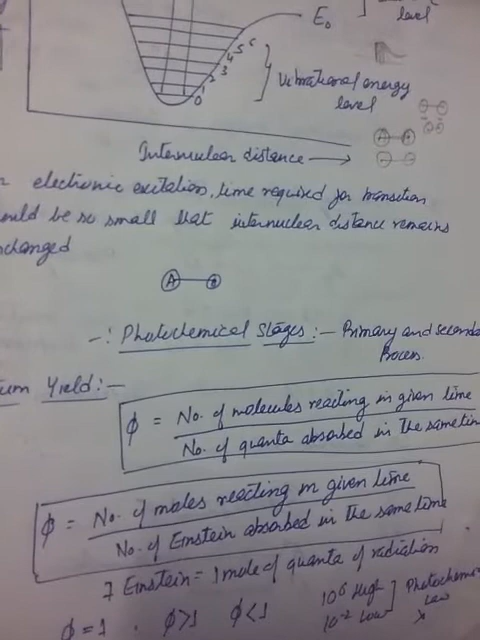 E₀
level
0 1 2 3 4 5 6
Vibrational energy
level
Internuclear distance →
electronic excitation, time required for transition
would be so small that internuclear distance remains
unchanged
A B
-: Photochemical Stages :- Primary and Seconda
Process.
um Yield :-
ϕ = No. of molecules reacting in given time
No. of quanta absorbed in the same tim
ϕ = No. of moles reacting in given time
No. of Einstein absorbed in the same time
1 Einstein = 1 mole of quanta of radiation
ϕ = 1 . ϕ > 1 ϕ < 1
10⁶ High
10⁻² Low
Photochemi
Law